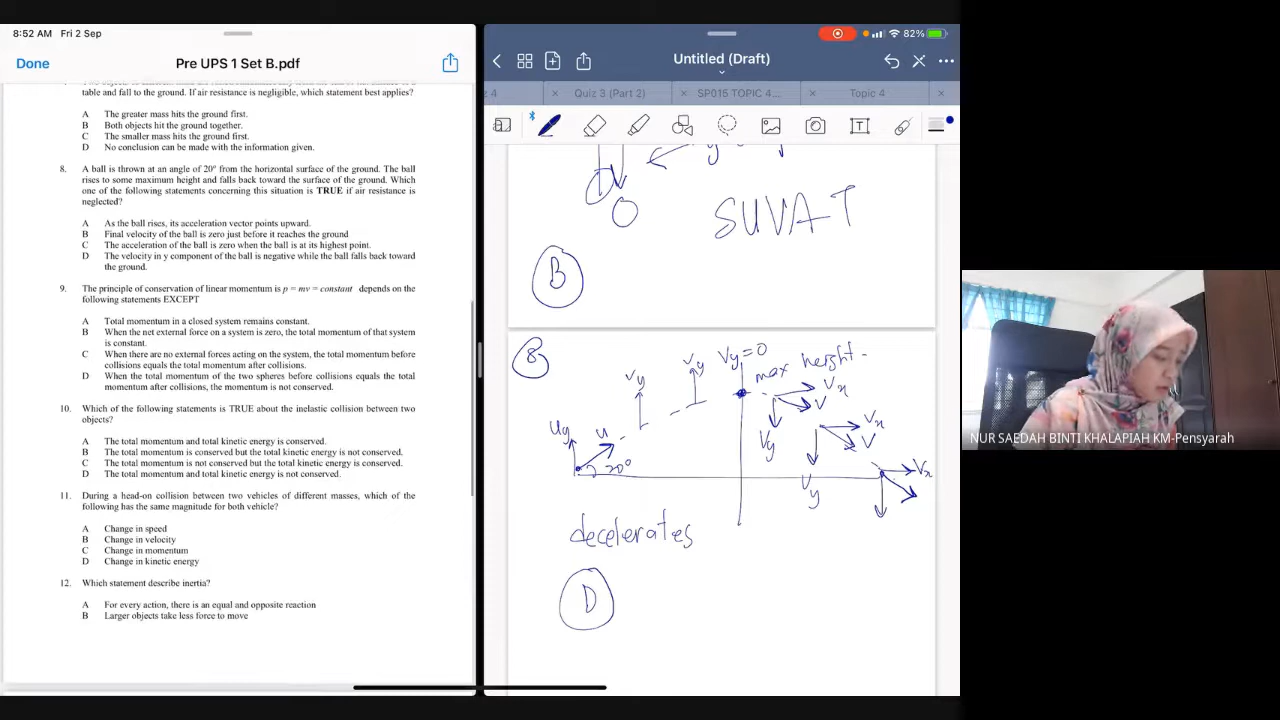 8:52 AM Fri 2 Sep
Done
Pre UPS 1 Set B.pdf
table and fall to the ground. If air resistance is negligible, which statement best applies?
A The greater mass hits the ground first.
B Both objects hit the ground together.
C The smaller mass hits the ground first.
D No conclusion can be made with the information given.
8. A ball is thrown at an angle of 20° from the horizontal surface of the ground. The ball
rises to some maximum height and falls back toward the surface of the ground. Which
one of the following statements concerning this situation is TRUE if air resistance is
neglected?
A As the ball rises, its acceleration vector points upward.
B Final velocity of the ball is zero just before it reaches the ground
C The acceleration of the ball is zero when the ball is at its highest point.
D The velocity in y component of the ball is negative while the ball falls back toward
the ground.
9. The principle of conservation of linear momentum is p = mv = constant depends on the
following statements EXCEPT
A Total momentum in a closed system remains constant.
B When the net external force on a system is zero, the total momentum of that system
is constant.
C When there are no external forces acting on the system, the total momentum before
collisions equals the total momentum after collisions.
D When the total momentum of the two spheres before collisions equals the total
momentum after collisions, the momentum is not conserved.
10. Which of the following statements is TRUE about the inelastic collision between two
objects?
A The total momentum and total kinetic energy is conserved.
B The total momentum is conserved but the total kinetic energy is not conserved.
C The total momentum is not conserved but the total kinetic energy is conserved.
D The total momentum and total kinetic energy is not conserved.
11. During a head-on collision between two vehicles of different masses, which of the
following has the same magnitude for both vehicle?
A Change in speed
B Change in velocity
C Change in momentum
D Change in kinetic energy
12. Which statement describe inertia?
A For every action, there is an equal and opposite reaction
B Larger objects take less force to move
82%
Untitled (Draft)
z 4
Quiz 3 (Part 2)
SP015 TOPIC 4...
Topic 4
SUVAT
B
8
Vy=0
max height
Vy
Vy
Vx
V
Vy
Uy
u
20°
Vx
V
Vy
Vx
decelerates
D
NUR SAEDAH BINTI KHALAPIAH KM-Pensyarah